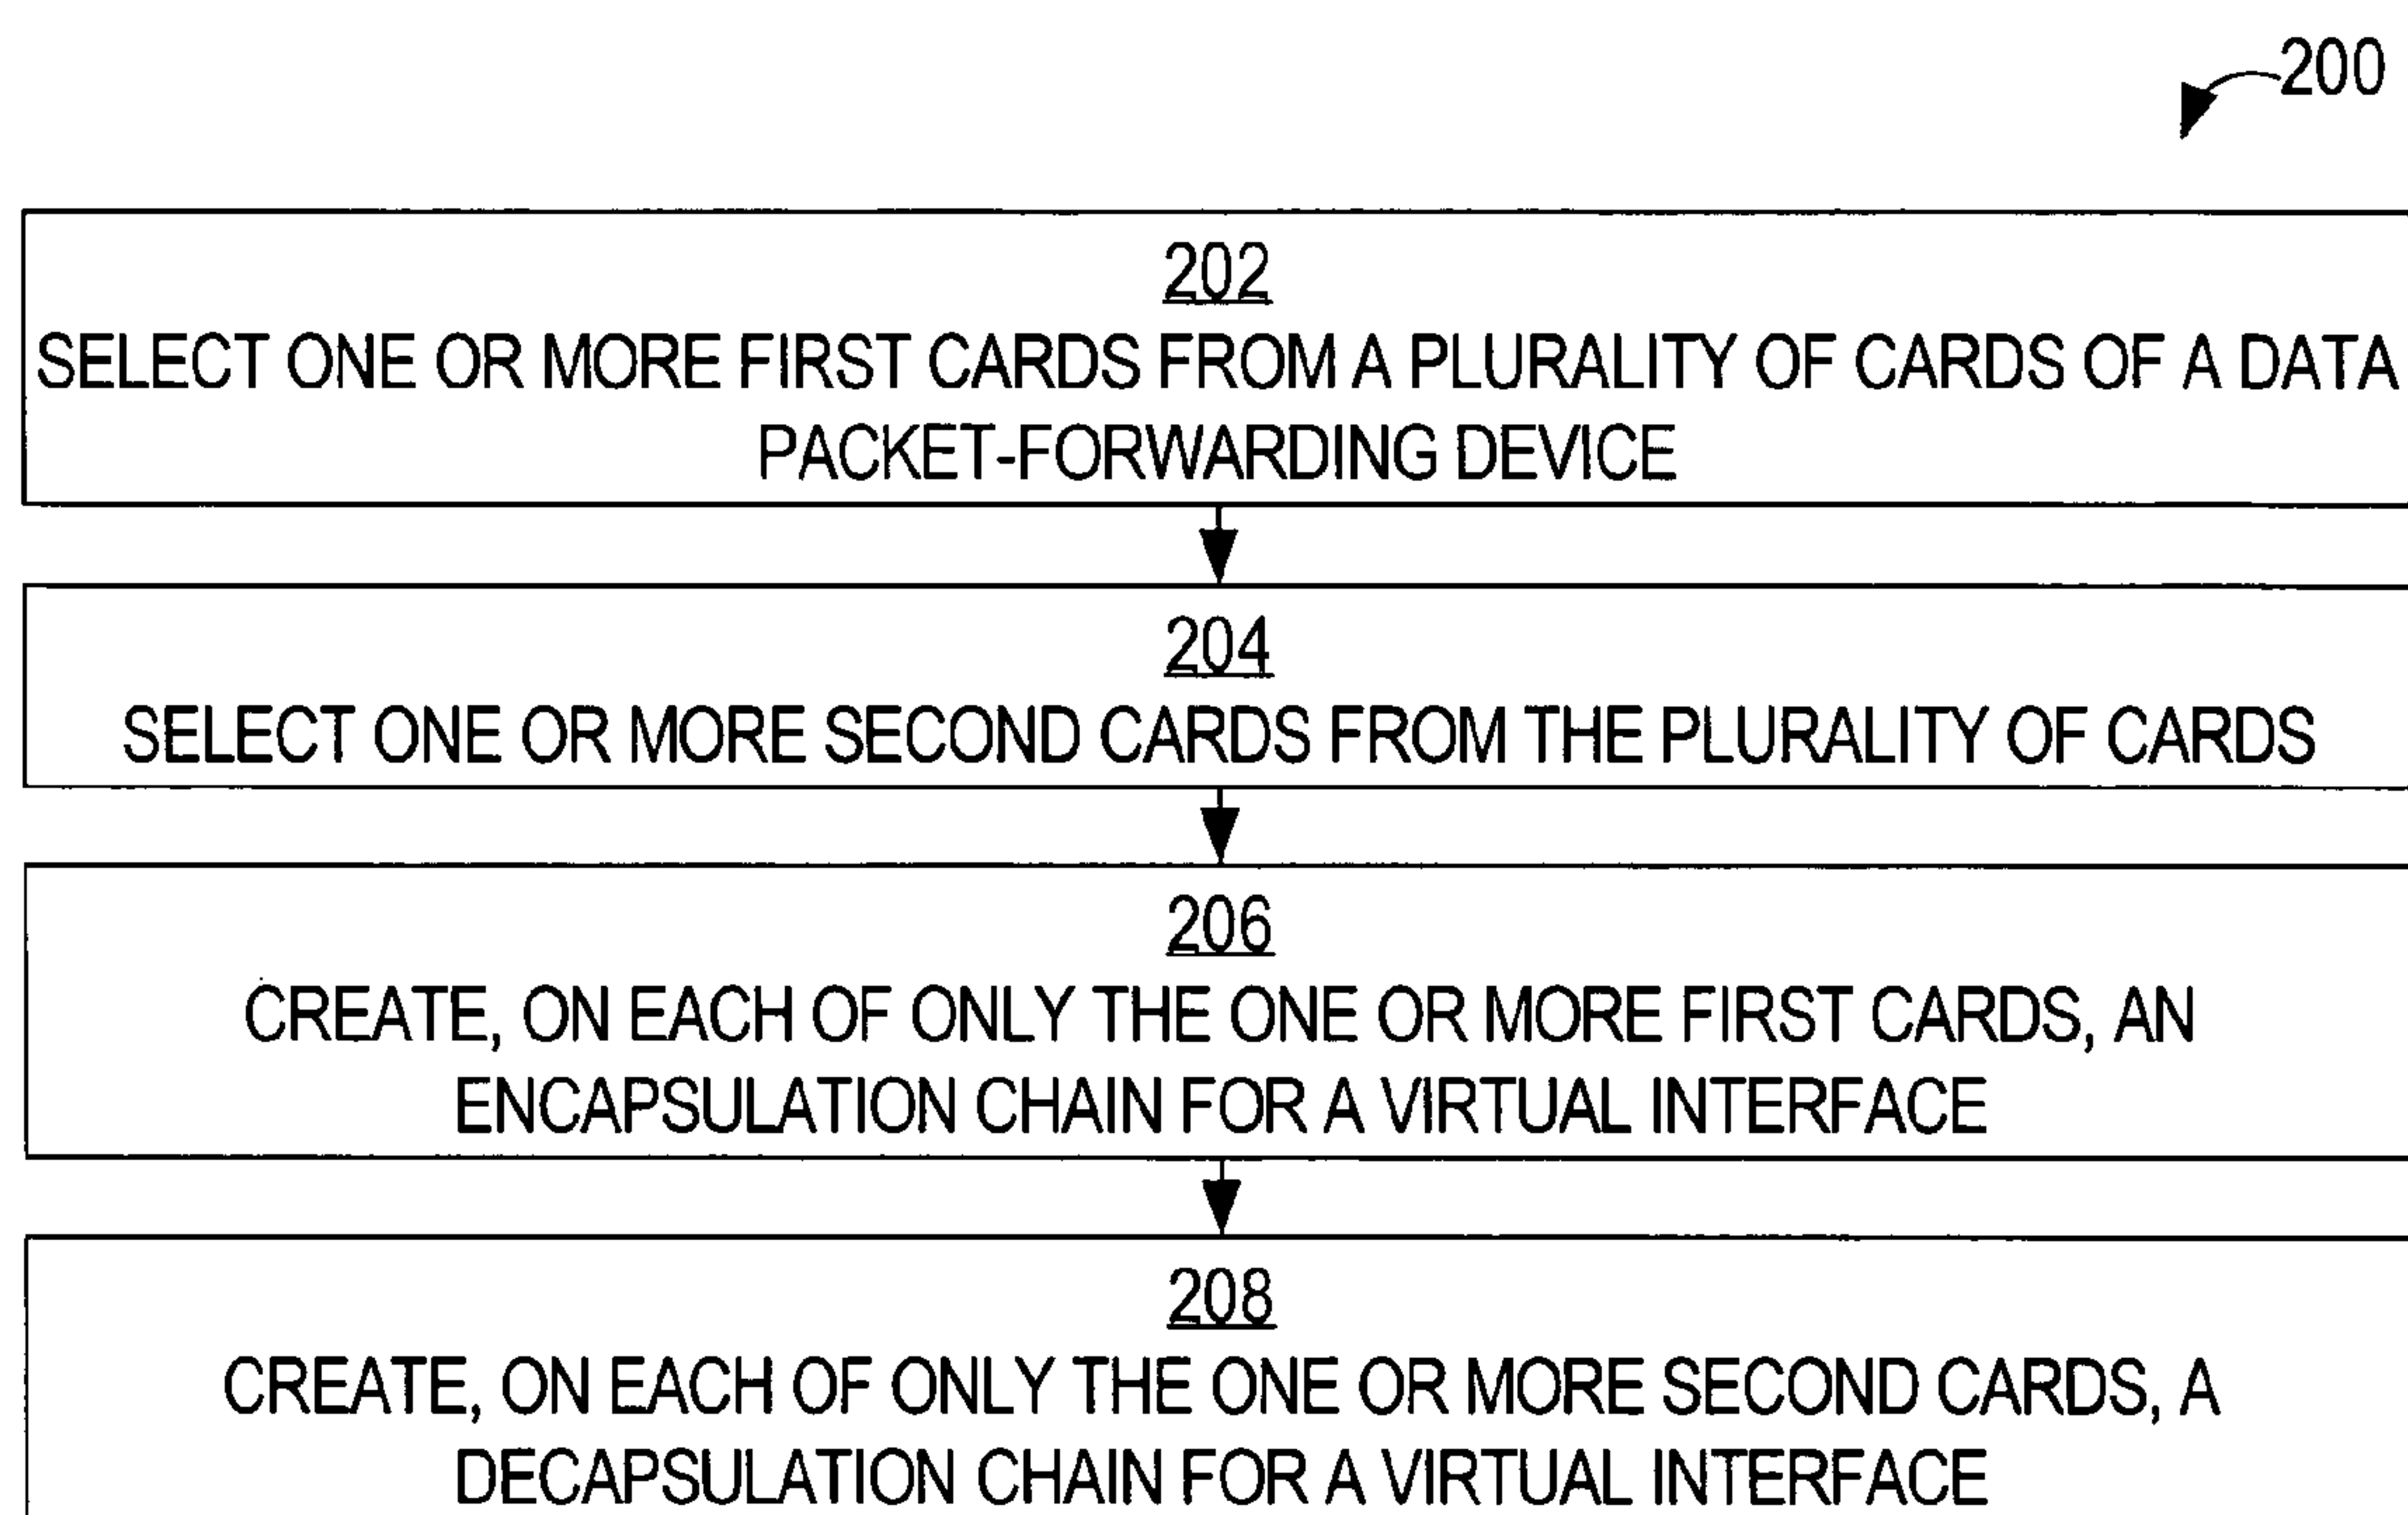 200
202
SELECT ONE OR MORE FIRST CARDS FROM A PLURALITY OF CARDS OF A DATA
PACKET-FORWARDING DEVICE
204
SELECT ONE OR MORE SECOND CARDS FROM THE PLURALITY OF CARDS
206
CREATE, ON EACH OF ONLY THE ONE OR MORE FIRST CARDS, AN
ENCAPSULATION CHAIN FOR A VIRTUAL INTERFACE
208
CREATE, ON EACH OF ONLY THE ONE OR MORE SECOND CARDS, A
DECAPSULATION CHAIN FOR A VIRTUAL INTERFACE